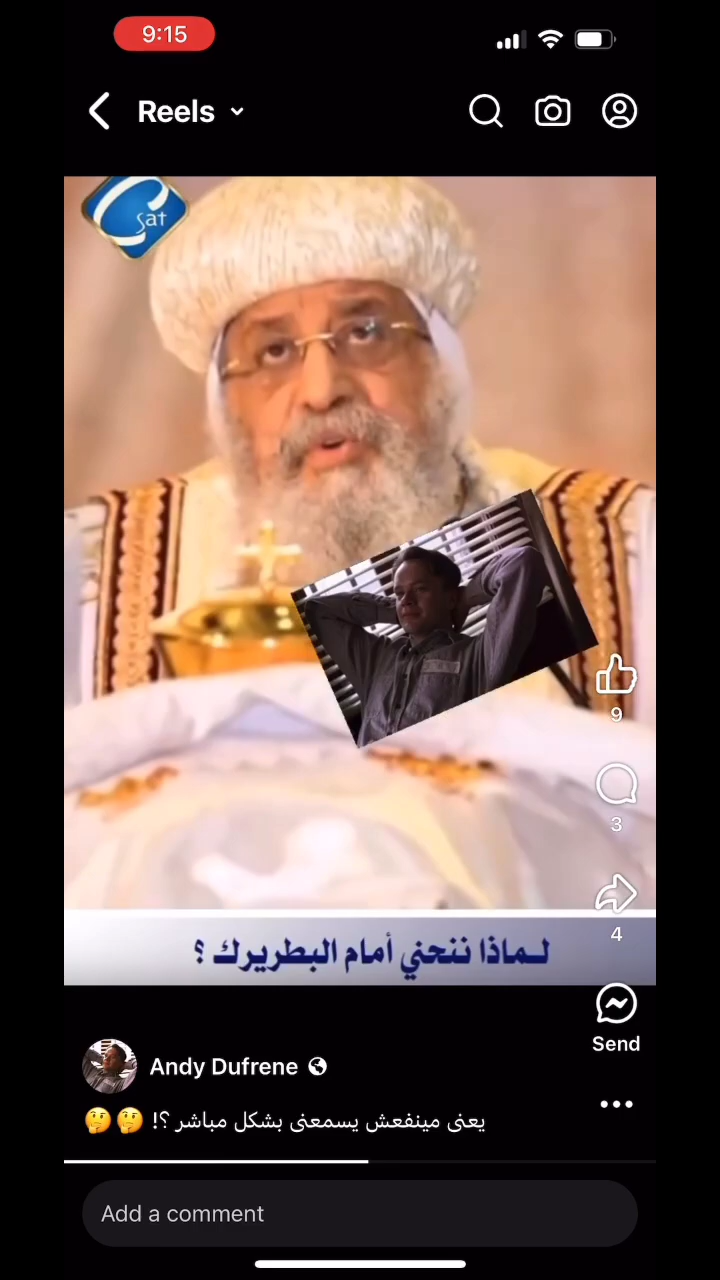 9:15
Reels
C
Sat
9
3
4
لـماذا ننحني أمام البطريرك ؟
Send
Andy Dufrene
يعنى مينفعش يسمعنى بشكل مباشر ؟! 🤔 🤔
Add a comment